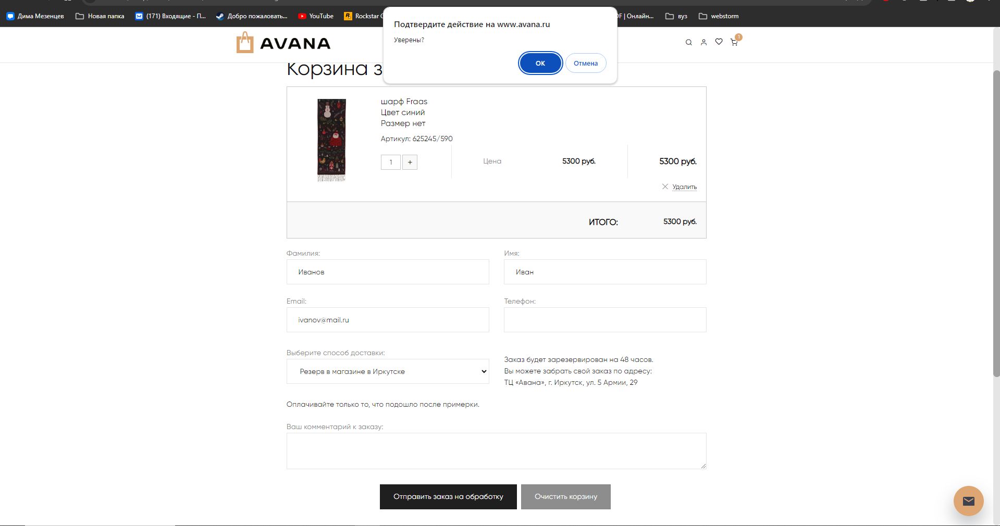 Дима Мезенцев
Новая папка
(171) Входящие - П...
Добро пожаловать...
YouTube
Rockstar
DF | Онлайн...
вуз
webstorm
Подтвердите действие на www.avana.ru
Уверены?
ОК
Отмена
AVANA
1
Корзина з
шарф Fraas
Цвет синий
Размер нет
Артикул: 625245/590
1
+
Цена
5300 руб.
5300 руб.
Удалить
ИТОГО:
5300 руб.
Фамилия:
Имя:
Иванов
Иван
Email:
Телефон:
ivanov@mail.ru
Выберите способ доставки:
Резерв в магазине в Иркутске
Заказ будет зарезервирован на 48 часов.
Вы можете забрать свой заказ по адресу:
ТЦ «Авана», г. Иркутск, ул. 5 Армии, 29
Оплачивайте только то, что подошло после примерки.
Ваш комментарий к заказу:
Отправить заказ на обработку
Очистить корзину